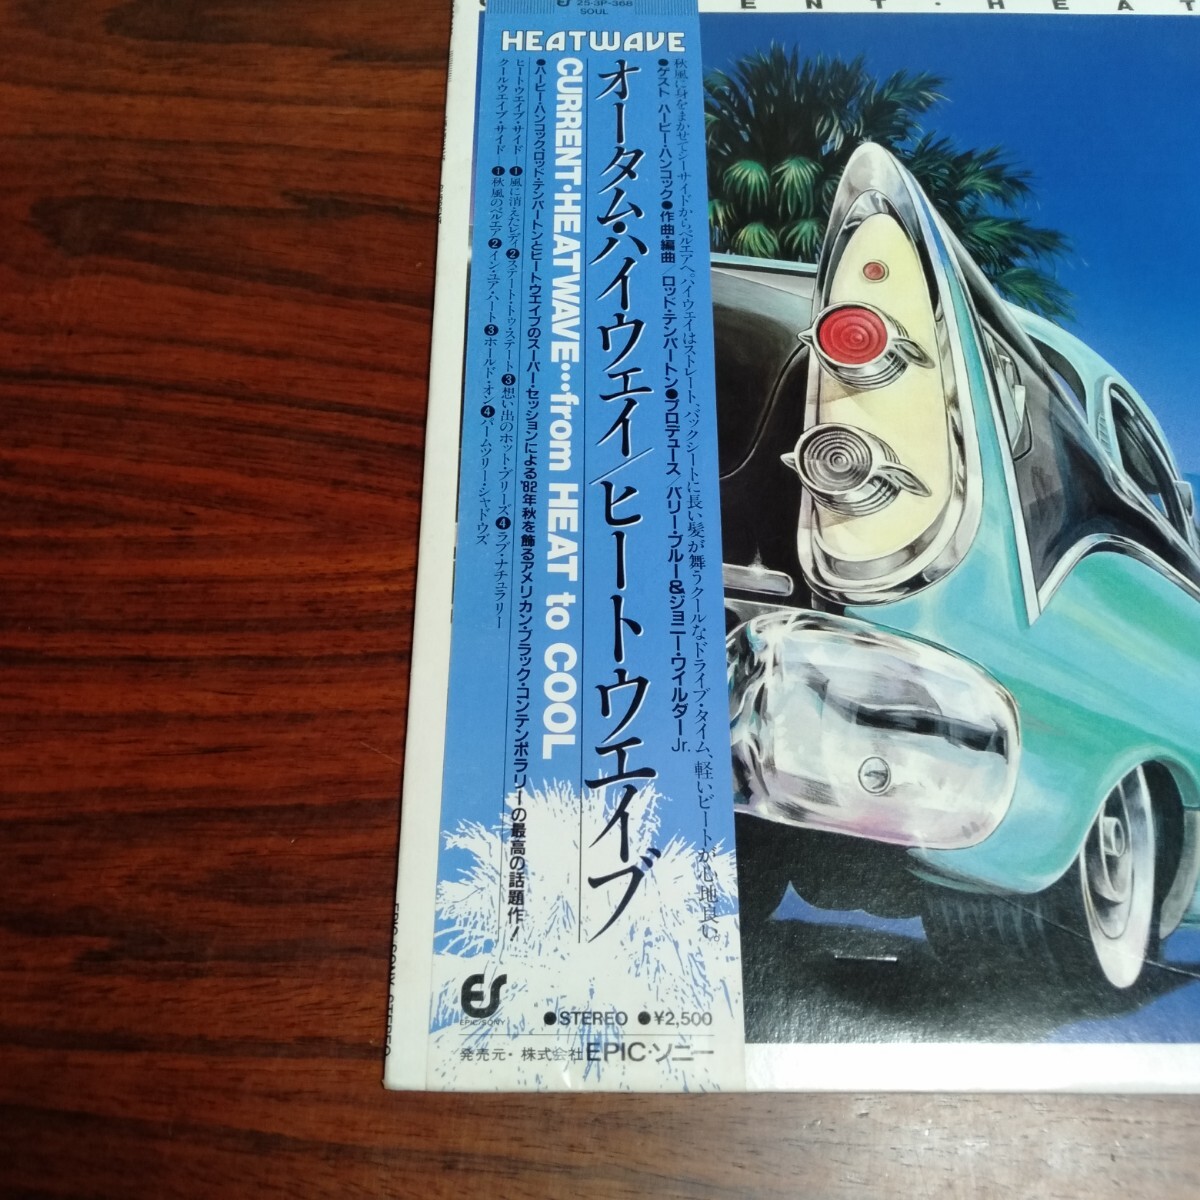 25・3P-368
SOUL
HEATWAVE
秋風に身をまかせてシーサイドからベルエアへ。ハイウェイはストレート、バックシートに長い髪が舞うクールなドライブ・タイム、軽いビートが心地良い。
●ゲスト ハービー・ハンコック●作曲・編曲/ロッド・テンパートン●プロデュース/バリー・ブルー&ジョニー・ワイルダーJr.
オータム・ハイウェイ/ヒートウエイブ
CURRENT・HEATWAVE…from HEAT to COOL
●ハービー・ハンコック、ロッド・テンパートンとヒートウエイブのスーパー・セッションによる'82年秋を飾るアメリカン・ブラック・コンテンポラリーの最高の話題作!
ヒートウエイブ・サイド—❶風に消えたレディ❷ステート・トゥ・ステート❸想い出のホット・ブリーズ❹ラブ・ナチュラリー
クールウエイブ・サイド—❶秋風のベルエア❷イン・ユア・ハート❸ホールド・オン❹パームツリー・シャドウズ
ES
EPIC/SONY
●STEREO ●¥2,500
発売元・株式会社EPIC・ソニー
ENT・HEAT